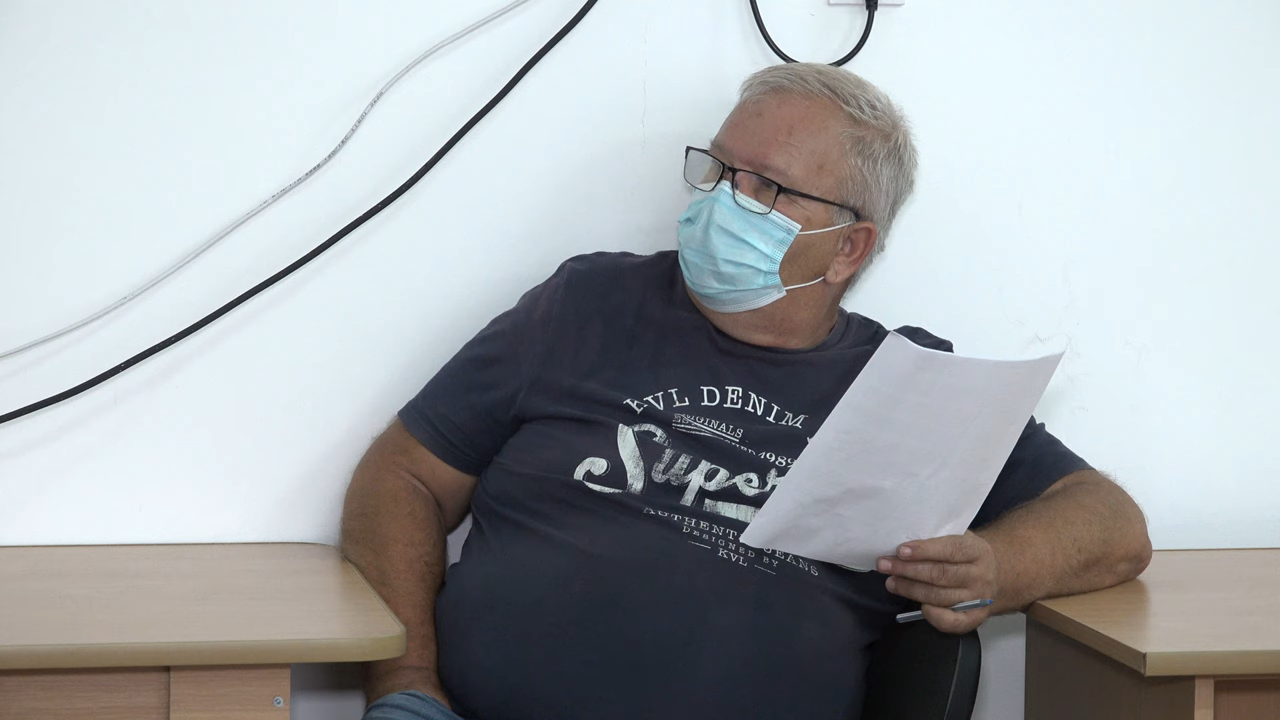 KVL DENIM
ORIGINALS
1989
Super
AUTHENTIC JEANS
DESIGNED BY
KVL